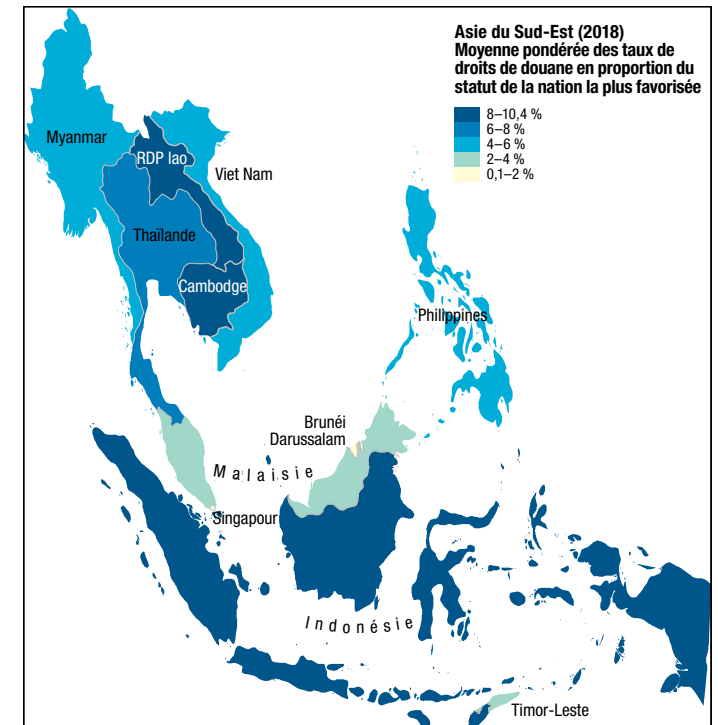 Asie du Sud-Est (2018)
Moyenne pondérée des taux de
droits de douane en proportion du
statut de la nation la plus favorisée
8–10,4 %
6–8 %
4–6 %
2–4 %
0,1–2 %
Myanmar
RDP lao
Viet Nam
Thaïlande
Cambodge
Philippines
Brunéi
Darussalam
Malaisie
Singapour
Indonésie
Timor-Leste